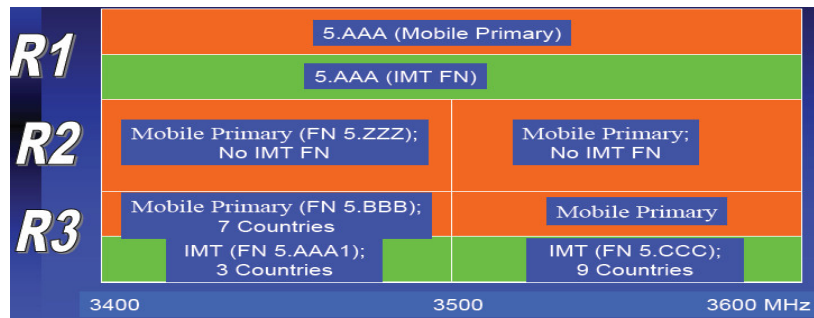 R1
5.AAA (Mobile Primary)
5.AAA (IMT FN)
R2
Mobile Primary (FN 5.ZZZ);
No IMT FN
Mobile Primary;
No IMT FN
R3
Mobile Primary (FN 5.BBB);
7 Countries
Mobile Primary
IMT (FN 5.AAA1);
3 Countries
IMT (FN 5.CCC);
9 Countries
3400
3500
3600 MHz